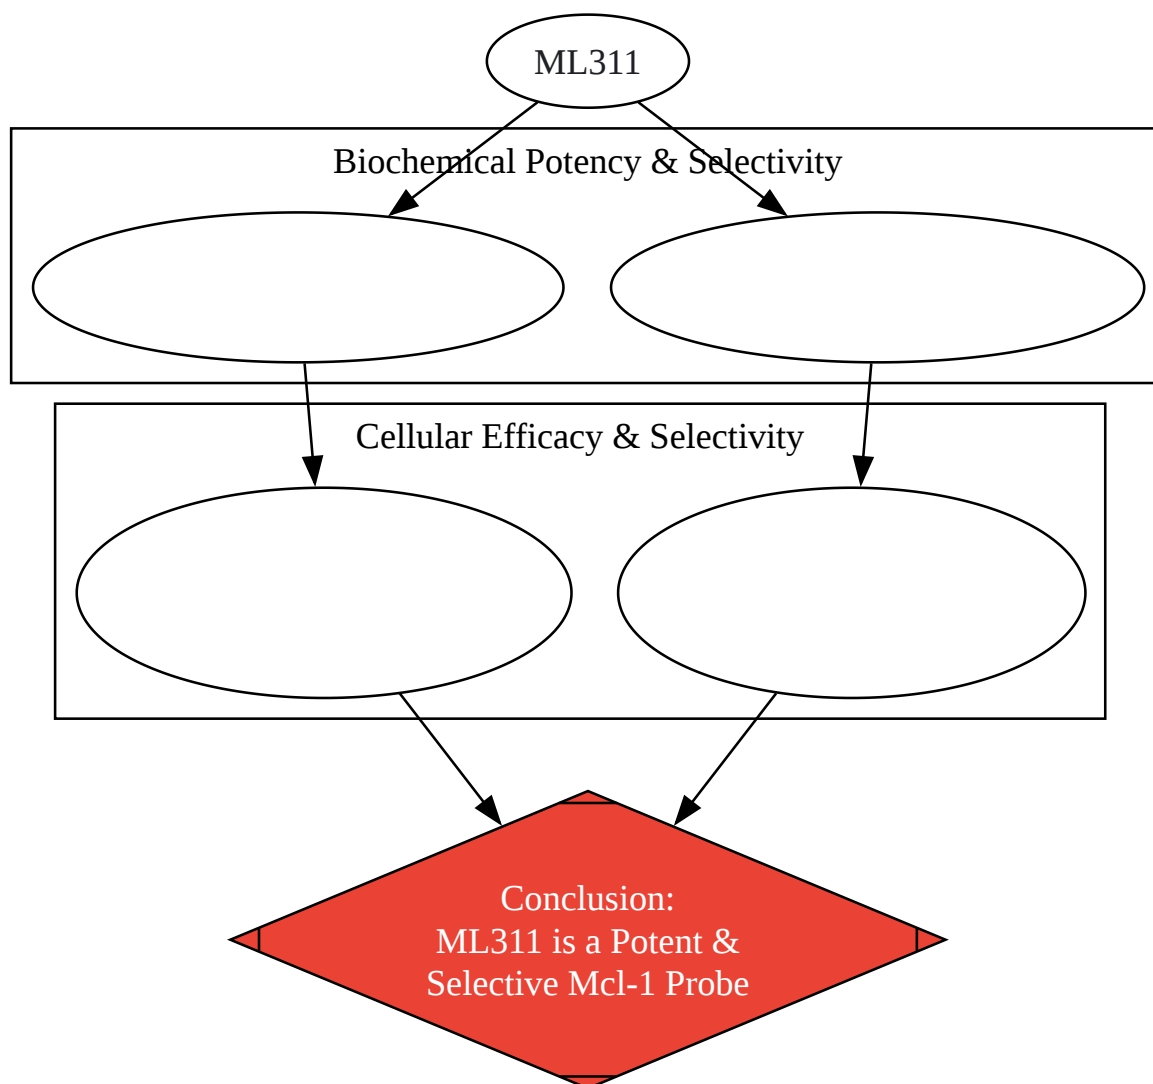 ML311
Biochemical Potency & Selectivity
Cellular Efficacy & Selectivity
Conclusion:
ML311 is a Potent &
Selective Mcl-1 Probe